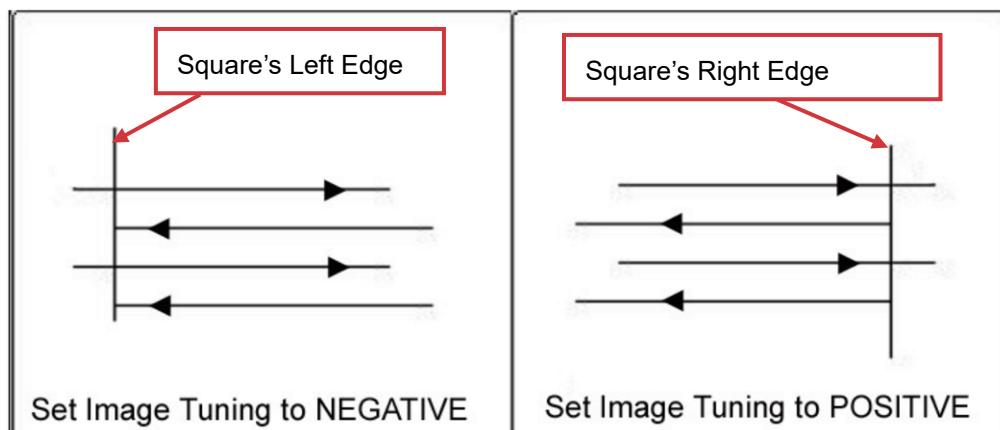 Square's Left Edge
Square's Right Edge
Set Image Tuning to NEGATIVE
Set Image Tuning to POSITIVE